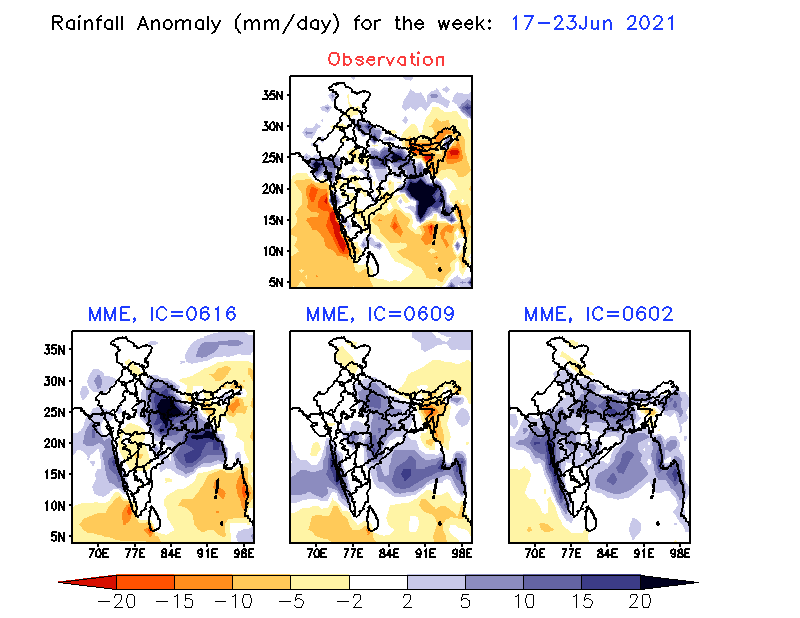 Rainfall Anomaly (mm/day) for the week: 17-23Jun 2021
Observation
35N
30N
25N
20N
15N
10N
5N
MME, IC=0616 MME, IC=0609 MME, IC=0602
35N
30N
25N
20N
15N
10N
5N
70E 77E 84E 91E 98E 70E 77E 84E 91E 98E 70E 77E 84E 91E 98E
-20 -15 -10 -5 -2 2 5 10 15 20